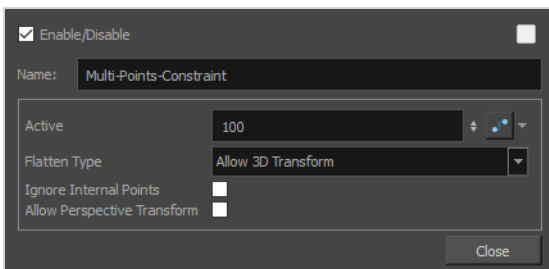 Enable/Disable
Name: Multi-Points-Constraint
Active 100
Flatten Type Allow 3D Transform
Ignore Internal Points
Allow Perspective Transform
Close